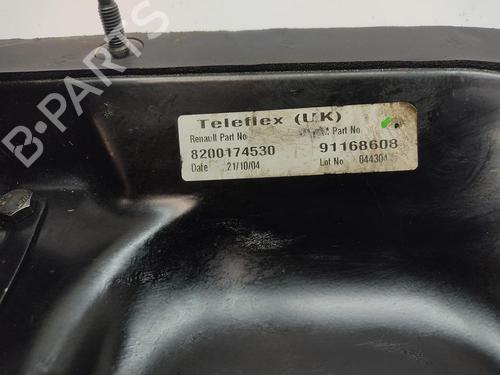 B-PARTS
Teleflex (UK)
Renault Part No
8200174530
Date 21/10/04
Part No
91168608
Lot No 044304